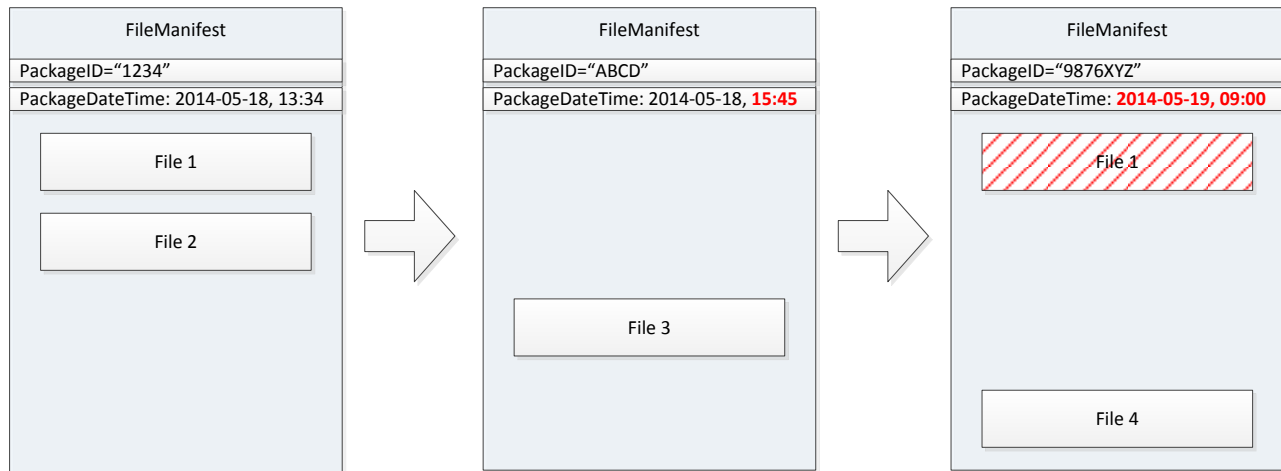 FileManifest
PackageID=“1234”
PackageDateTime: 2014-05-18, 13:34
File 1
File 2
FileManifest
PackageID=“ABCD”
PackageDateTime: 2014-05-18, 15:45
File 3
FileManifest
PackageID=“9876XYZ”
PackageDateTime: 2014-05-19, 09:00
File 1
File 4